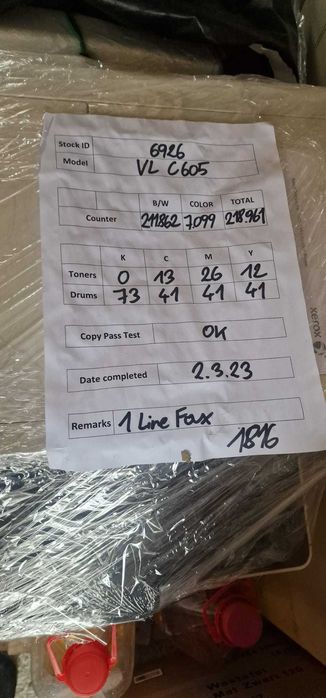 Stock ID 6926
Model VL C605
B/W COLOR TOTAL
Counter 211862 7099 218961
K C M Y
Toners 0 13 26 12
Drums 73 41 41 41
Copy Pass Test OK
Date completed 2.3.23
Remarks 1 Line Fax
1816
xerox